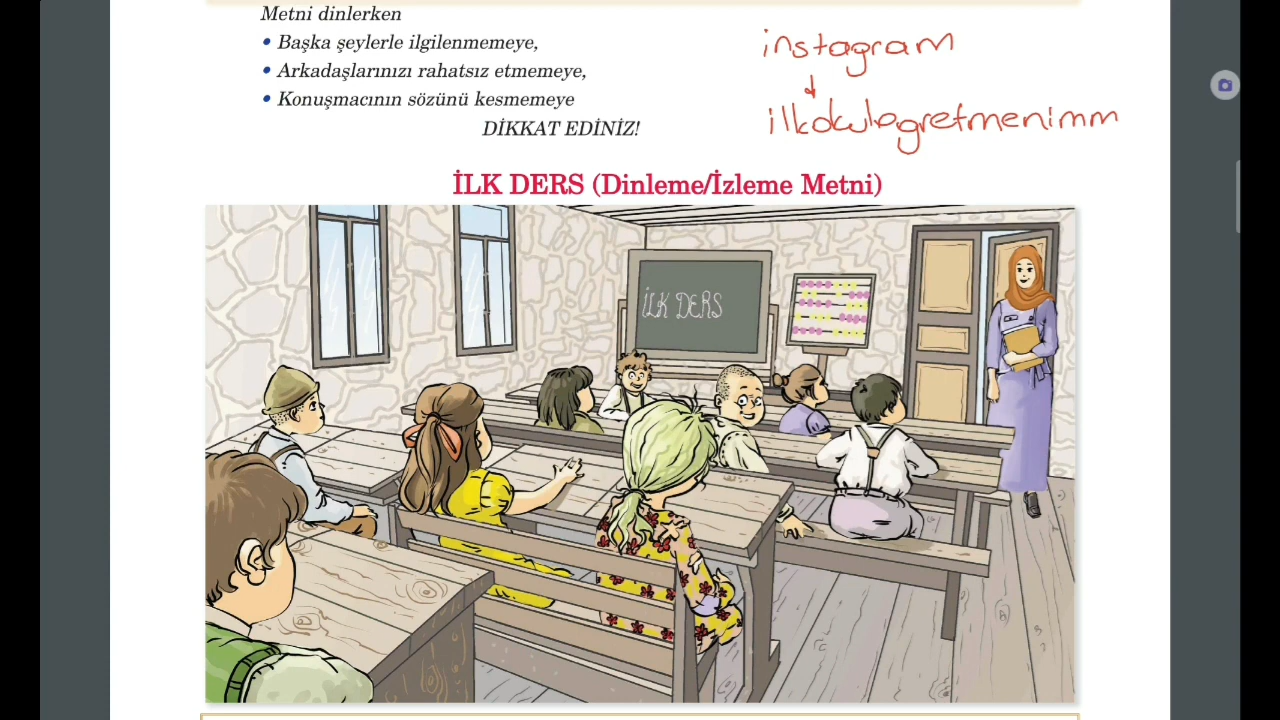 Metni dinlerken
• Başka şeylerle ilgilenmemeye,
• Arkadaşlarınızı rahatsız etmemeye,
• Konuşmacının sözünü kesmemeye
DİKKAT EDİNİZ!
instagram
ilkokulogretmenimm
İLK DERS (Dinleme/İzleme Metni)
İLK DERS